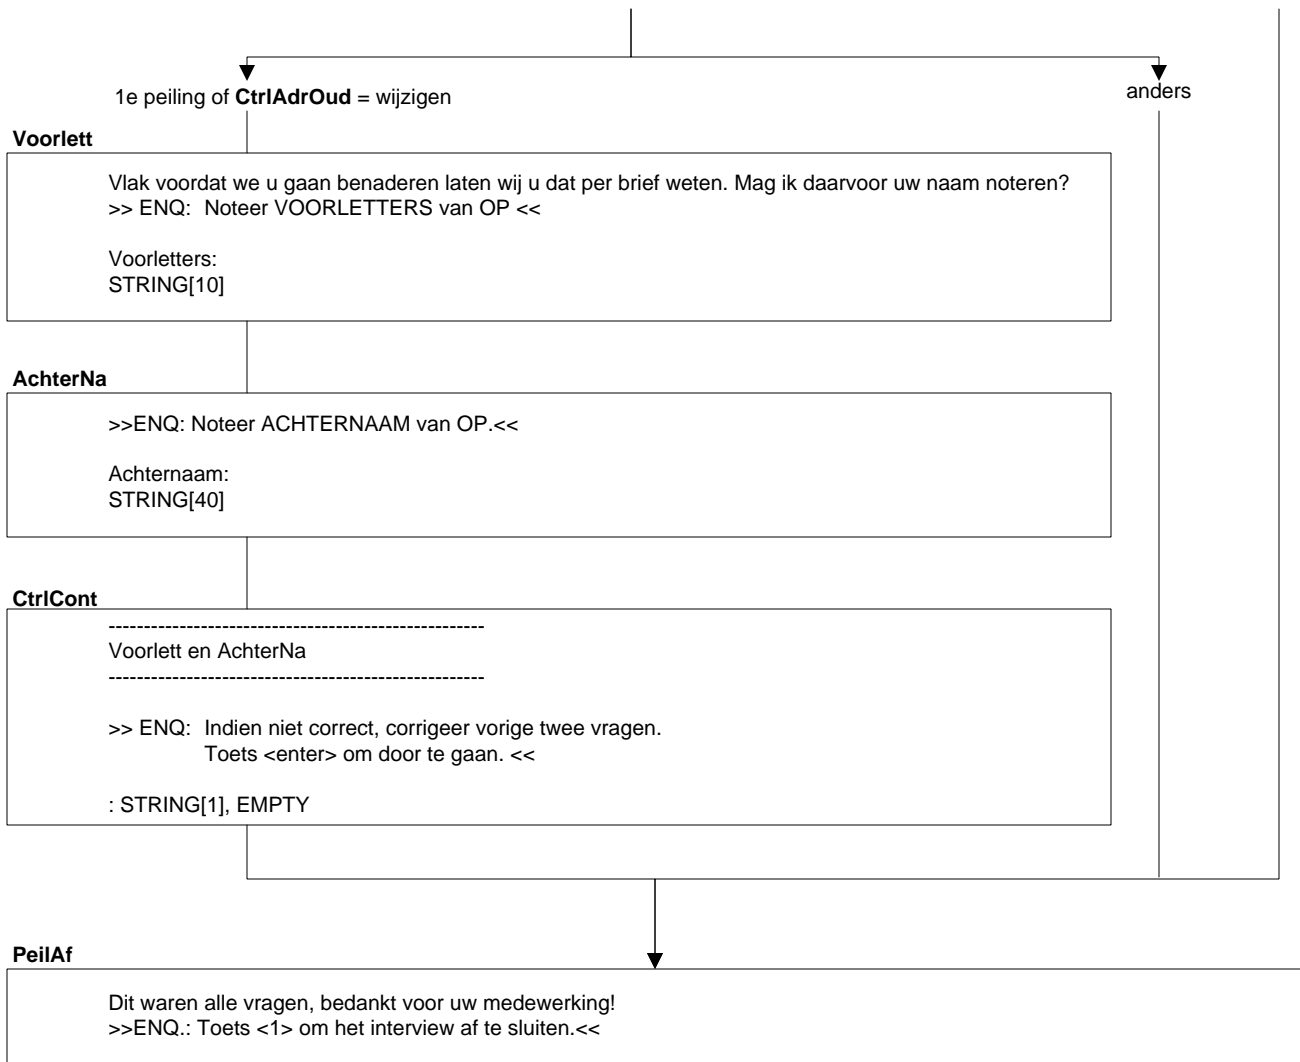 1e peiling of CtrlAdrOud = wijzigen
anders
Voorlett
Vlak voordat we u gaan benaderen laten wij u dat per brief weten. Mag ik daarvoor uw naam noteren?
>> ENQ:  Noteer VOORLETTERS van OP <<
Voorletters:
STRING[10]
AchterNa
>>ENQ: Noteer ACHTERNAAM van OP.<<
Achternaam:
STRING[40]
CtrlCont
-----------------------------------------------------
Voorlett en AchterNa
-----------------------------------------------------
>> ENQ:  Indien niet correct, corrigeer vorige twee vragen.
Toets <enter> om door te gaan. <<
: STRING[1], EMPTY
PeilAf
Dit waren alle vragen, bedankt voor uw medewerking!
>>ENQ.: Toets <1> om het interview af te sluiten.<<